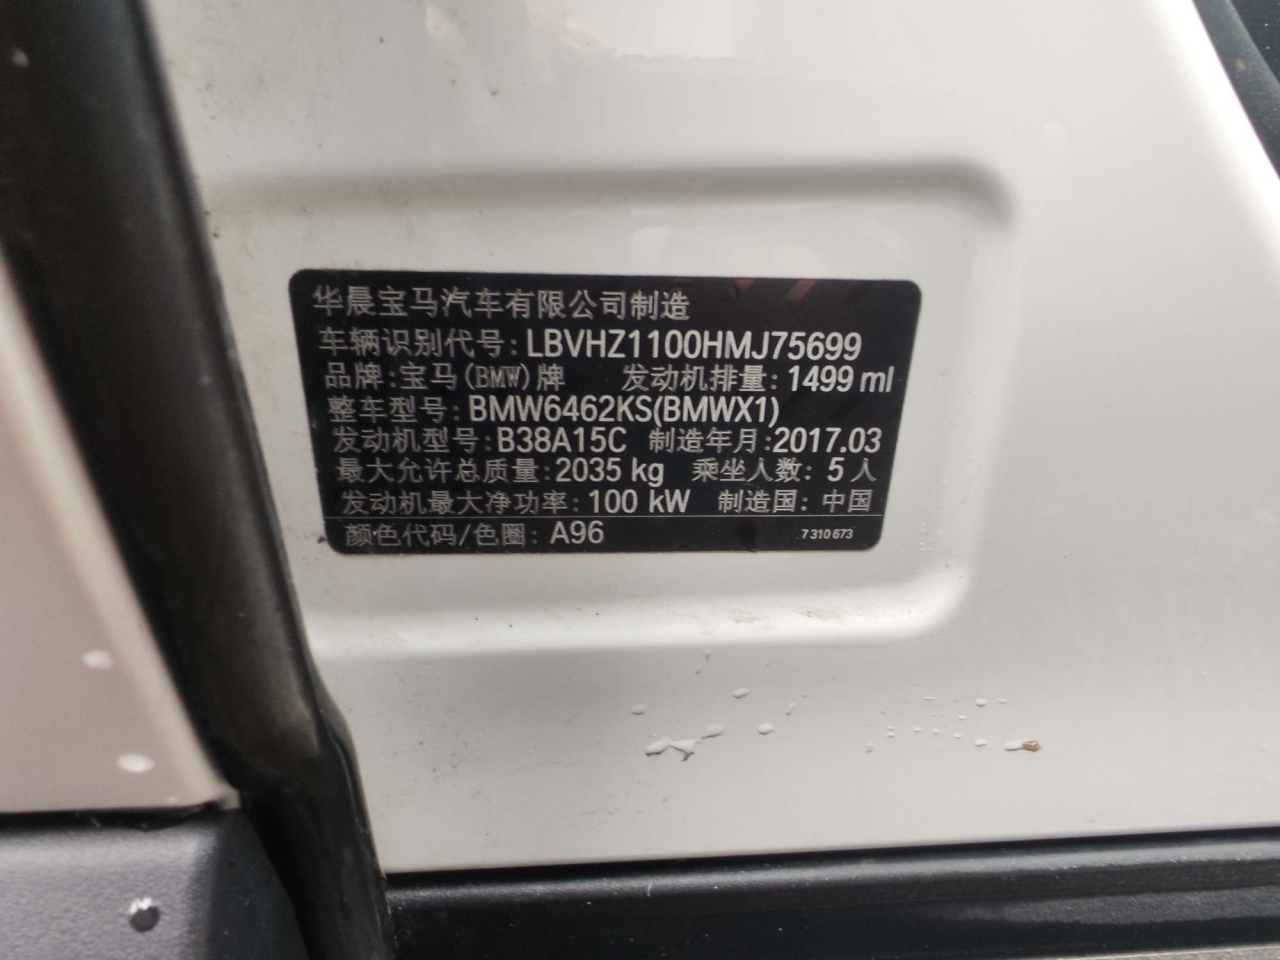 华晨宝马汽车有限公司制造
车辆识别代号: LBVHZ1100HMJ75699
品牌: 宝马(BMW)牌 发动机排量: 1499 ml
整车型号: BMW6462KS(BMWX1)
发动机型号: B38A15C 制造年月: 2017.03
最大允许总质量: 2035 kg 乘坐人数: 5人
发动机最大净功率: 100 kW 制造国: 中国
颜色代码/色圈: A96 7310673